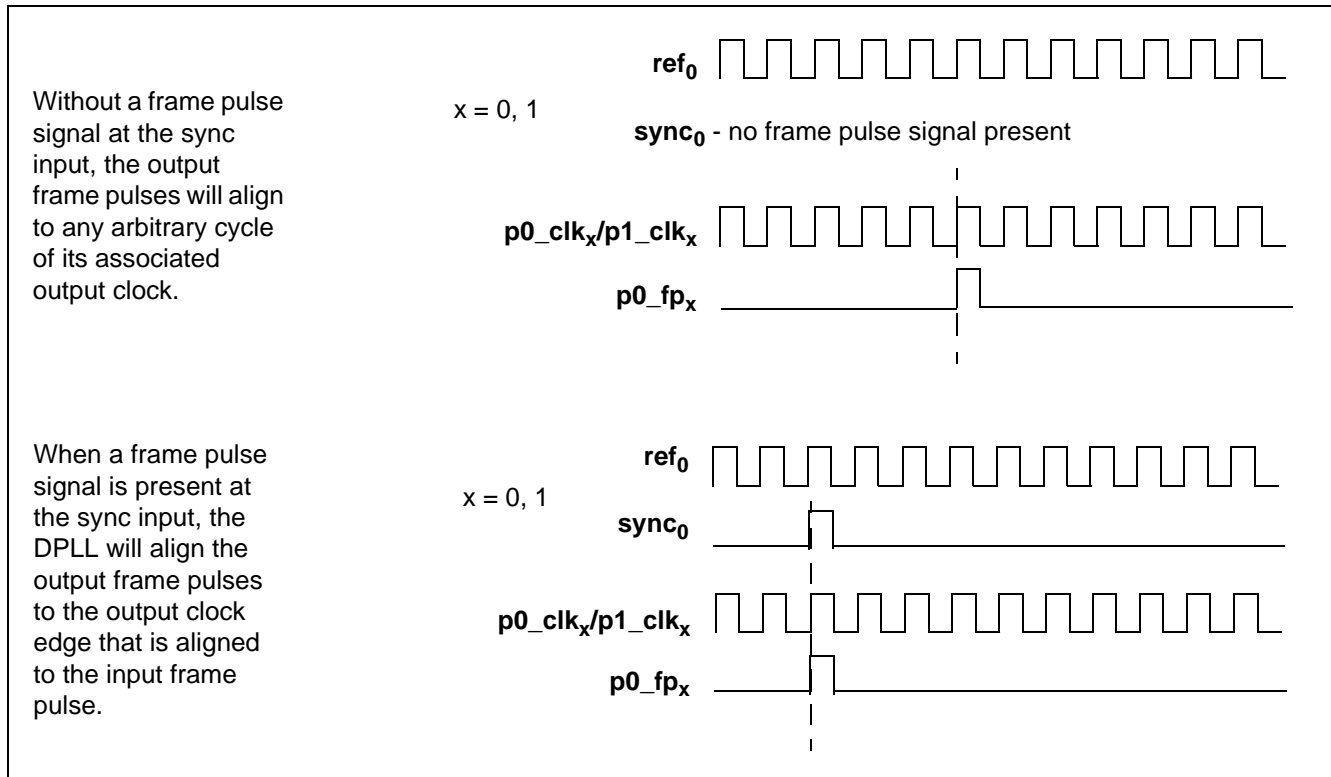 Without a frame pulse
signal at the sync
input, the output
frame pulses will align
to any arbitrary cycle
of its associated
output clock.
x = 0, 1
ref0
sync0 - no frame pulse signal present
p0_clkx/p1_clkx
p0_fpx
When a frame pulse
signal is present at
the sync input, the
DPLL will align the
output frame pulses
to the output clock
edge that is aligned
to the input frame
pulse.
x = 0, 1
ref0
sync0
p0_clkx/p1_clkx
p0_fpx